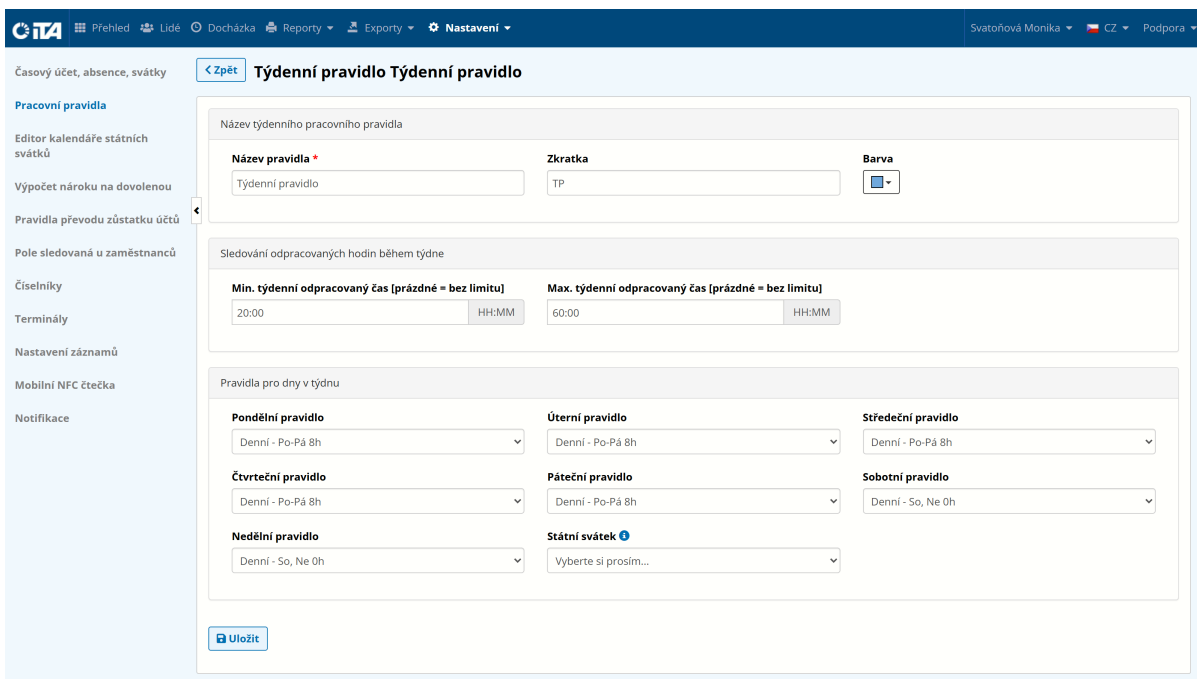 iTA Přehled Lidé Docházka Reporty Exporty Nastavení Svatoňová Monika CZ Podpora
Časový účet, absence, svátky
Pracovní pravidla
Editor kalendáře státních
svátků
Výpočet nároku na dovolenou
Pravidla převodu zůstatku účtů
Pole sledovaná u zaměstnanců
Číselníky
Terminály
Nastavení záznamů
Mobilní NFC čtečka
Notifikace
Zpět Týdenní pravidlo Týdenní pravidlo
Název týdenního pracovního pravidla
Název pravidla * Zkratka Barva
Týdenní pravidlo TP
Sledování odpracovaných hodin během týdne
Min. týdenní odpracovaný čas [prázdné = bez limitu] Max. týdenní odpracovaný čas [prázdné = bez limitu]
20:00 HH:MM 60:00 HH:MM
Pravidla pro dny v týdnu
Pondělní pravidlo Úterní pravidlo Středeční pravidlo
Denní - Po-Pá 8h Denní - Po-Pá 8h Denní - Po-Pá 8h
Čtvrteční pravidlo Páteční pravidlo Sobotní pravidlo
Denní - Po-Pá 8h Denní - Po-Pá 8h Denní - So, Ne 0h
Nedělní pravidlo Státní svátek
Denní - So, Ne 0h Vyberte si prosím...
Uložit